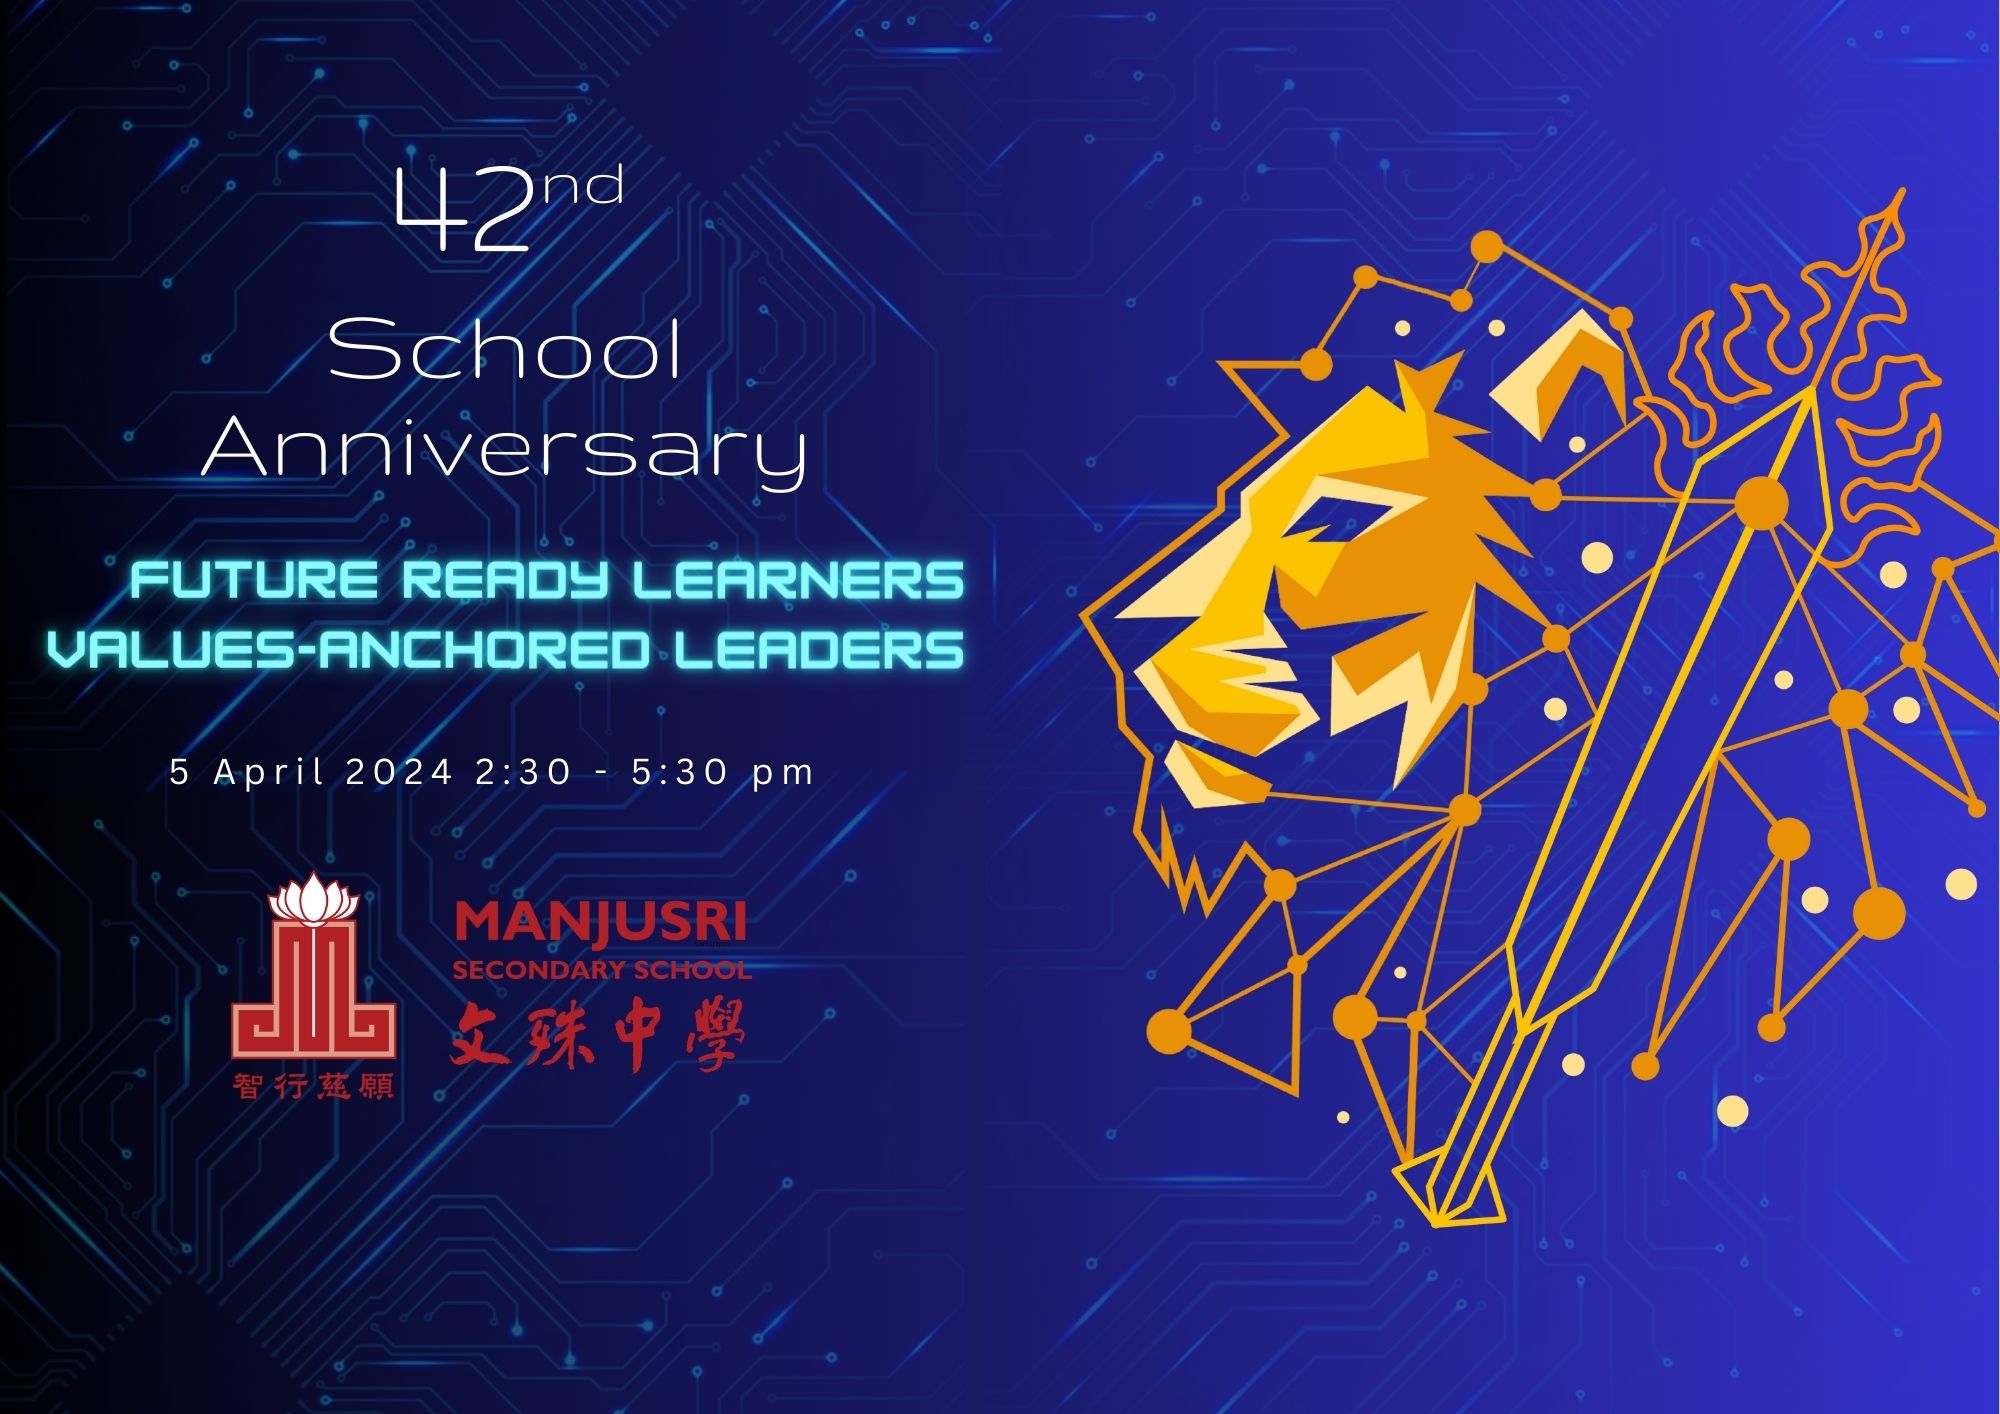 42nd
School
Anniversary
FUTURE READY LEARNERS
VALUES-ANCHORED LEADERS
5 April 2024 2:30 - 5:30 pm
MANJUSRI
SECONDARY SCHOOL
文殊中學
智行慈願